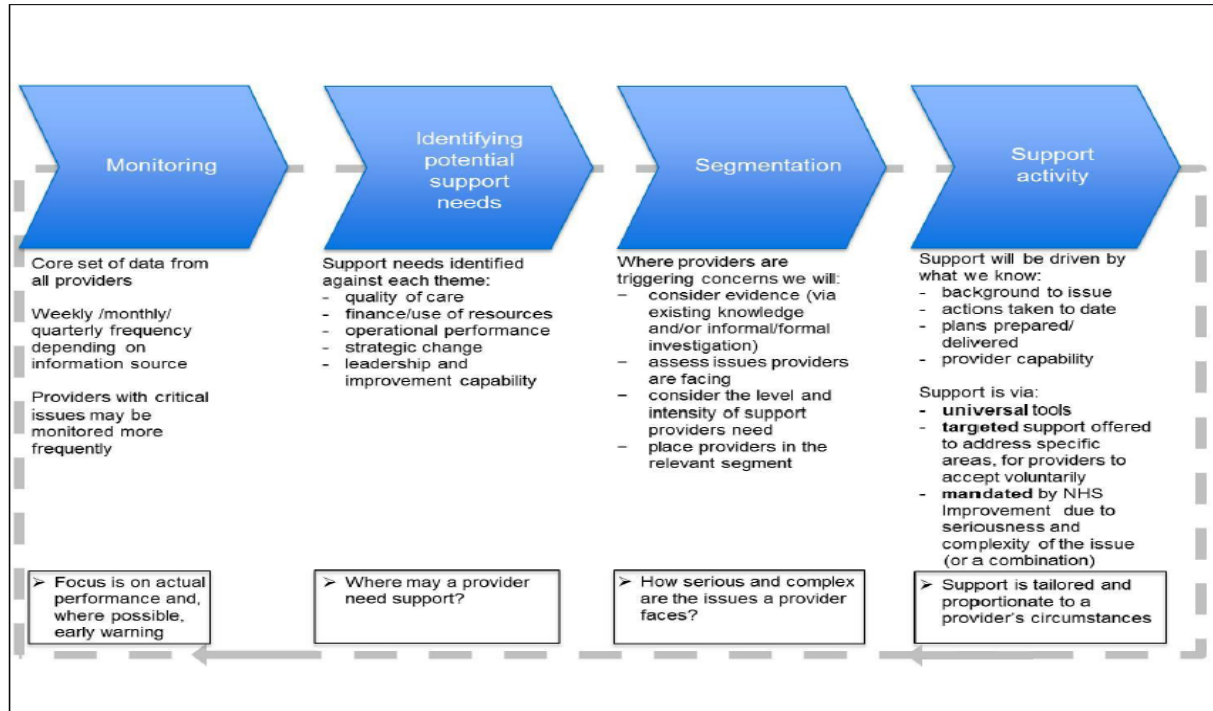 Monitoring
Core set of data from
all providers
Weekly /monthly/
quarterly frequency
depending on
information source
Providers with critical
issues may be
monitored more
frequently
➢ Focus is on actual
performance and,
where possible,
early warning
Identifying
potential
support
needs
Support needs identified
against each theme:
- quality of care
- finance/use of resources
- operational performance
- strategic change
- leadership and
improvement capability
➢ Where may a provider
need support?
Segmentation
Where providers are
triggering concerns we will:
– consider evidence (via
existing knowledge
and/or informal/formal
investigation)
– assess issues providers
are facing
– consider the level and
intensity of support
providers need
– place providers in the
relevant segment
➢ How serious and complex
are the issues a provider
faces?
Support
activity
Support will be driven by
what we know:
- background to issue
- actions taken to date
- plans prepared/
delivered
- provider capability
Support is via:
- universal tools
- targeted support offered
to address specific
areas, for providers to
accept voluntarily
- mandated by NHS
Improvement due to
seriousness and
complexity of the issue
(or a combination)
➢ Support is tailored and
proportionate to a
provider's circumstances